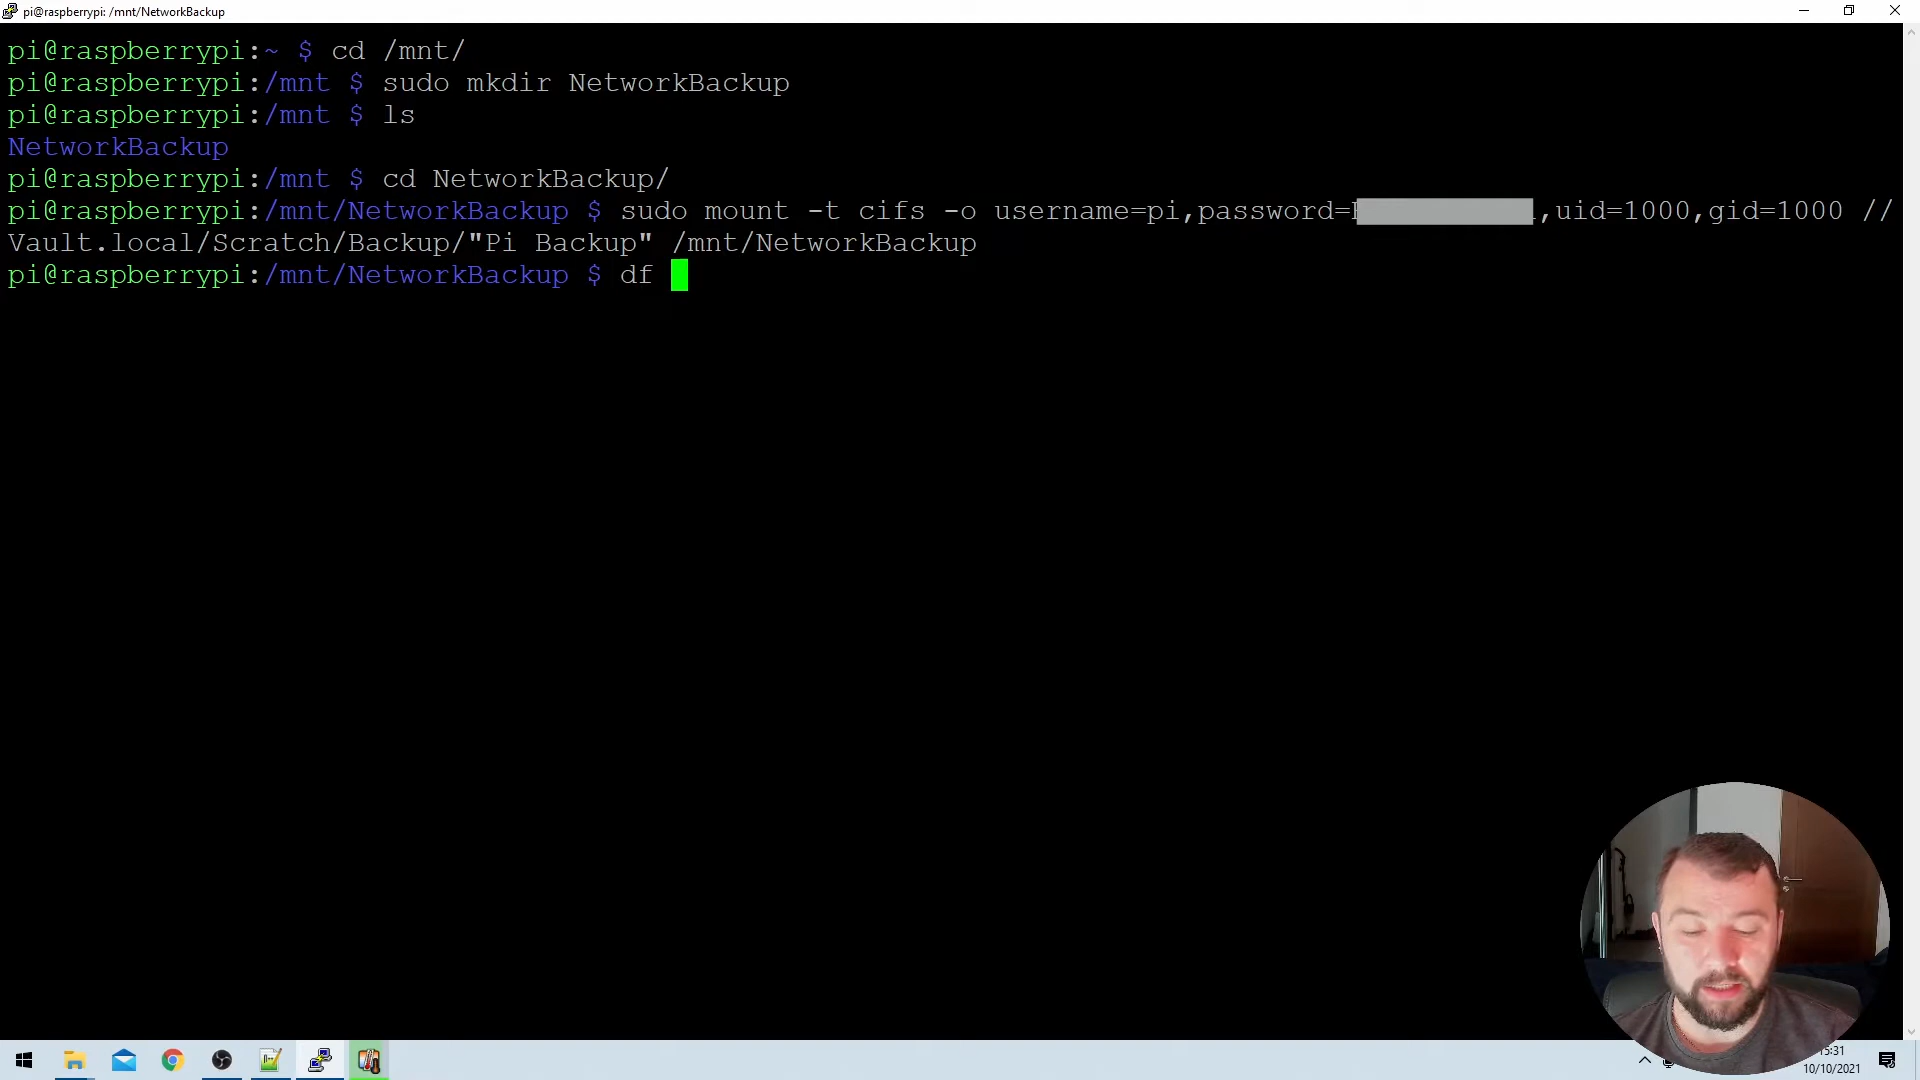 pi@raspberrypi: /mnt/NetworkBackup
pi@raspberrypi:~ $ cd /mnt/
pi@raspberrypi:/mnt $ sudo mkdir NetworkBackup
pi@raspberrypi:/mnt $ ls
NetworkBackup
pi@raspberrypi:/mnt $ cd NetworkBackup/
pi@raspberrypi:/mnt/NetworkBackup $ sudo mount -t cifs -o username=pi,password= ,uid=1000,gid=1000 //
Vault.local/Scratch/Backup/"Pi Backup" /mnt/NetworkBackup
pi@raspberrypi:/mnt/NetworkBackup $ df
15:31
10/10/2021